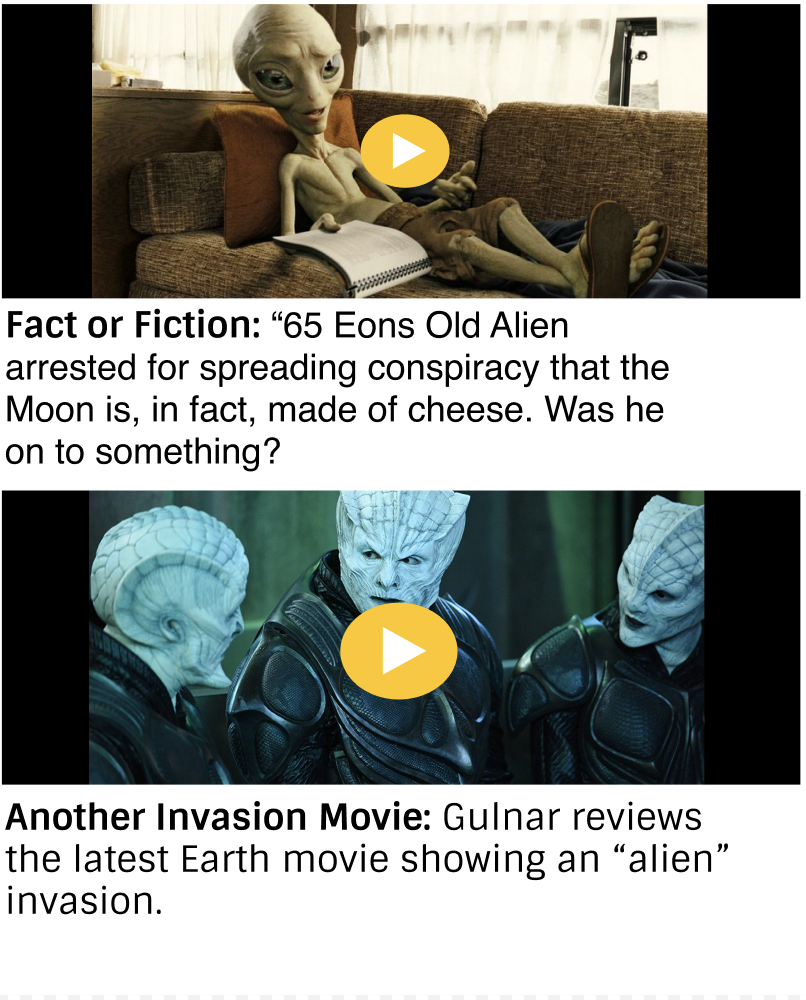 Fact or Fiction: “65 Eons Old Alien
arrested for spreading conspiracy that the
Moon is, in fact, made of cheese. Was he
on to something?
Another Invasion Movie: Gulnar reviews
the latest Earth movie showing an “alien”
invasion.